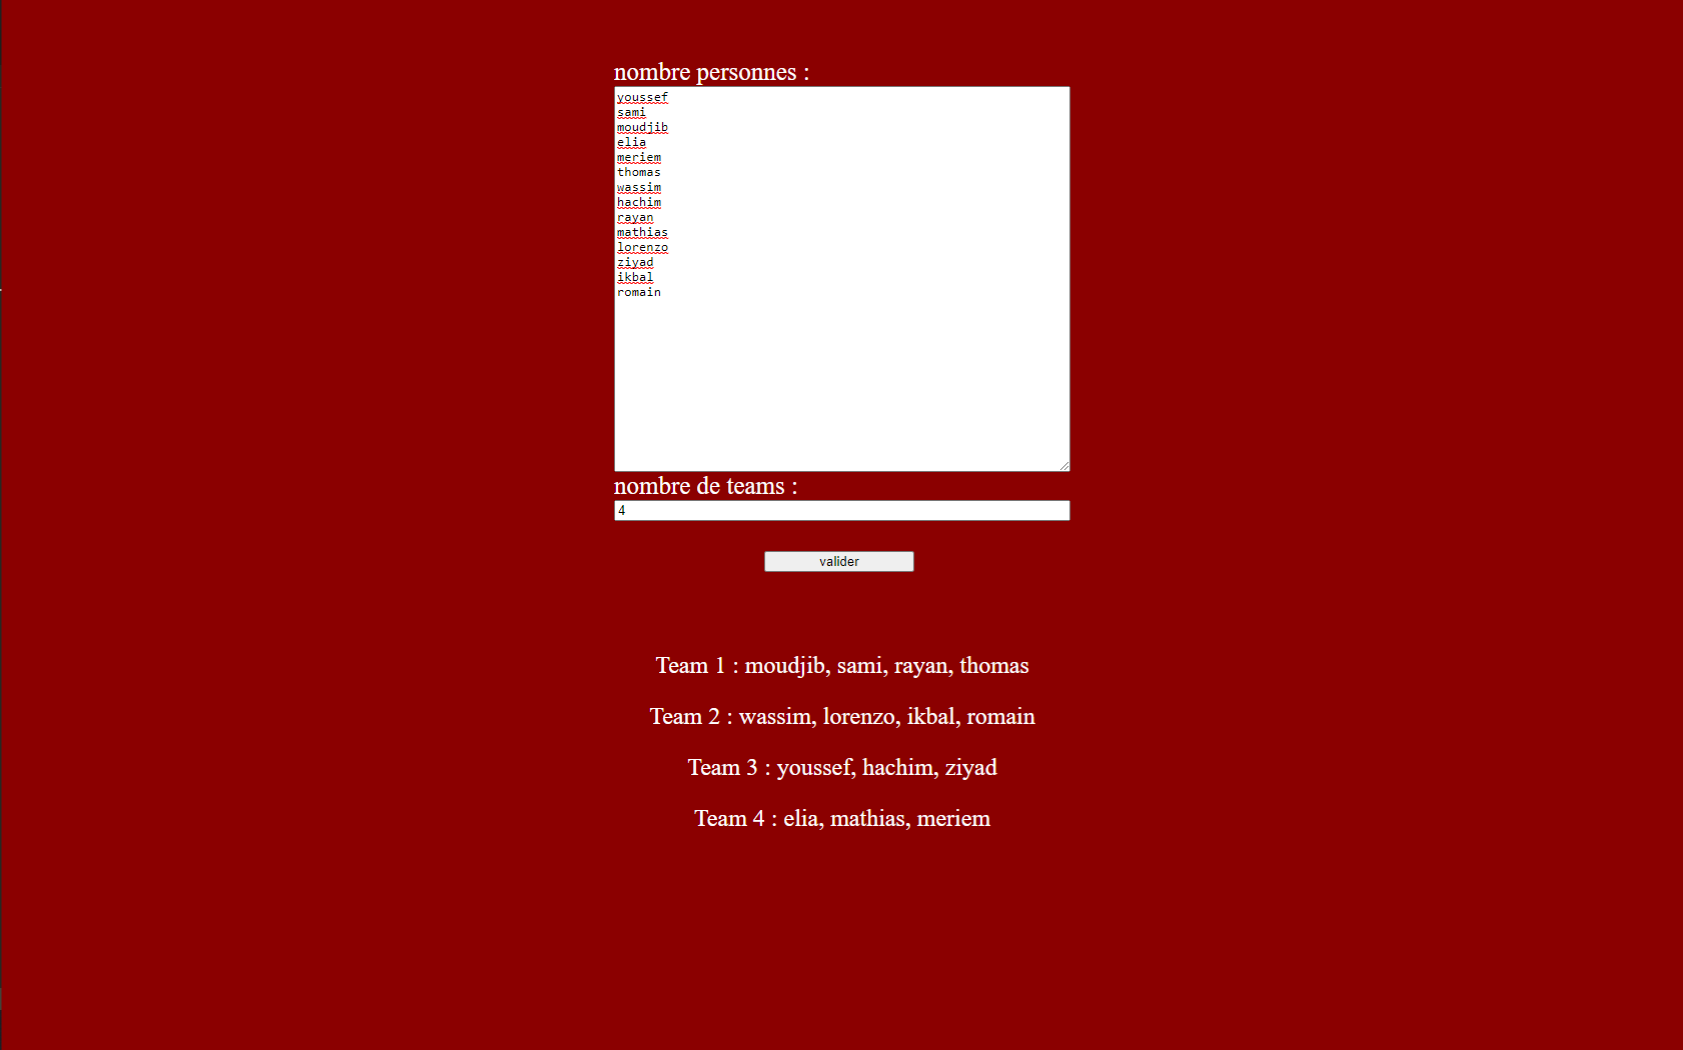 nombre personnes :
youssef
sami
moudjib
elia
meriem
thomas
wassim
hachim
rayan
mathias
lorenzo
ziyad
ikbal
romain
nombre de teams :
4
valider
Team 1 : moudjib, sami, rayan, thomas
Team 2 : wassim, lorenzo, ikbal, romain
Team 3 : youssef, hachim, ziyad
Team 4 : elia, mathias, meriem